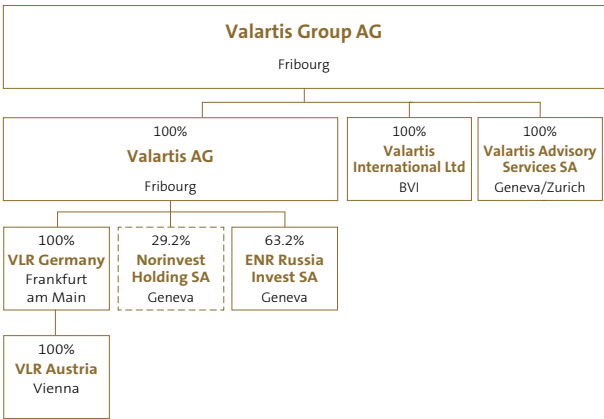 Valartis Group AG
Fribourg
100%
Valartis AG
Fribourg
100%
Valartis
International Ltd
BVI
100%
Valartis Advisory
Services SA
Geneva/Zurich
100%
VLR Germany
Frankfurt
am Main
29.2%
Norinvest
Holding SA
Geneva
63.2%
ENR Russia
Invest SA
Geneva
100%
VLR Austria
Vienna